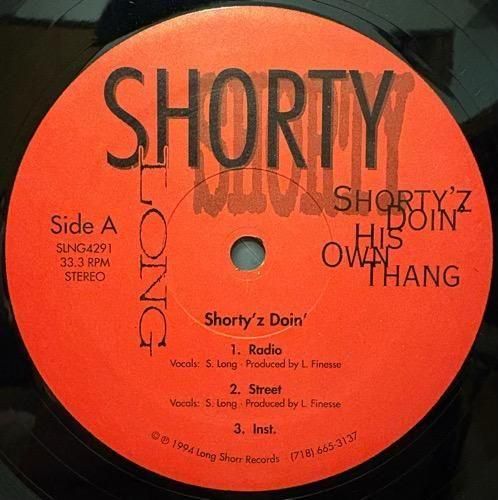 SHORTY
SHORTY
LONG
SHORTY'Z
DOIN'
HIS
OWN
THANG
Side A
SLNG4291
33.3 RPM
STEREO
Shorty'z Doin'
1. Radio
Vocals: S. Long · Produced by L. Finesse
2. Street
Vocals: S. Long · Produced by L. Finesse
3. Inst.
© ℗ 1994 Long Shorr Records · (718) 665-3137